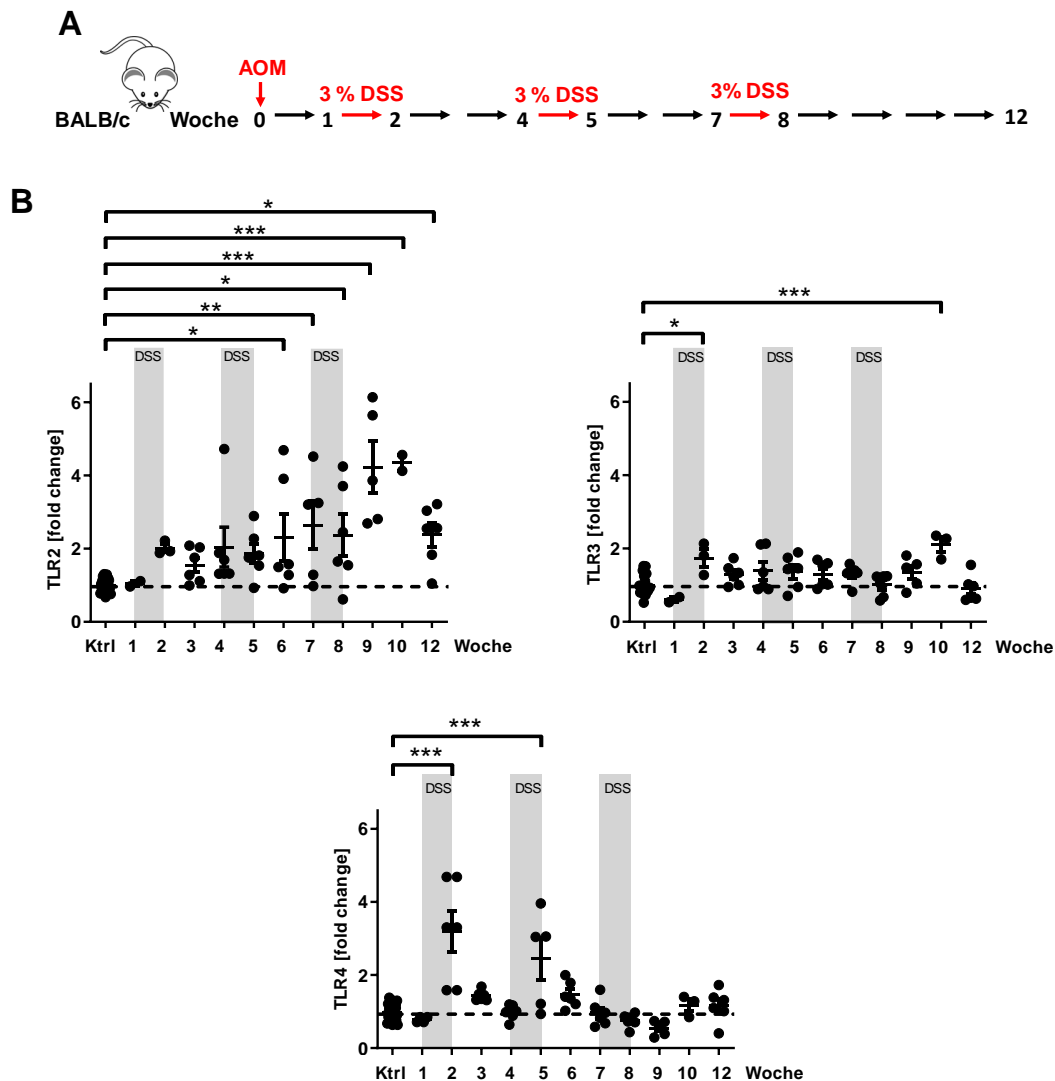 A
AOM
3 % DSS 3 % DSS 3% DSS
BALB/c Woche 0 1 2 4 5 7 8 12
B
*
***
***
*
**
*
DSS DSS DSS
6
4
2
0
TLR2 [fold change]
Ktrl 1 2 3 4 5 6 7 8 9 10 12 Woche
***
*
DSS DSS DSS
6
4
2
0
TLR3 [fold change]
Ktrl 1 2 3 4 5 6 7 8 9 10 12 Woche
***
***
DSS DSS DSS
6
4
2
0
TLR4 [fold change]
Ktrl 1 2 3 4 5 6 7 8 9 10 12 Woche